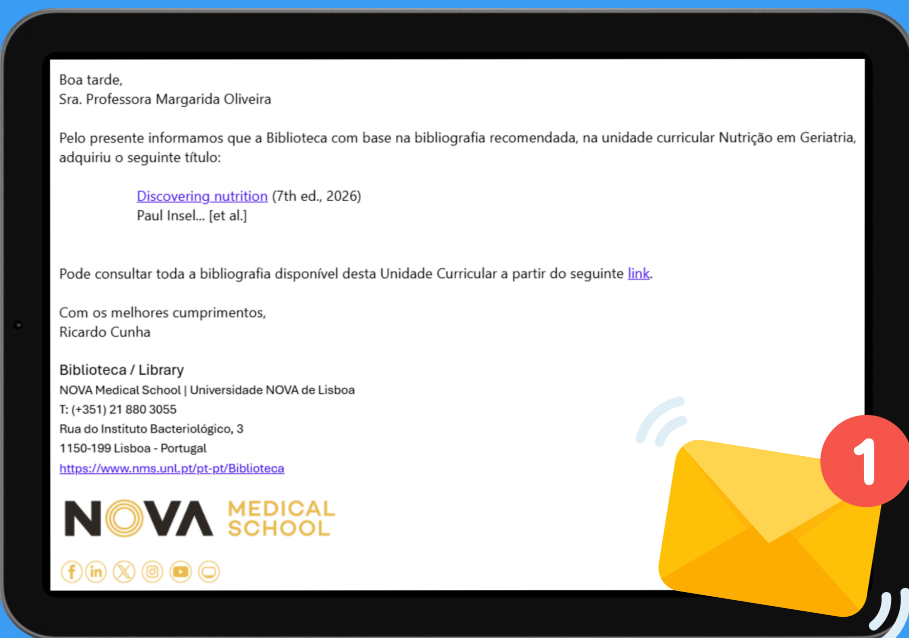 Boa tarde,
Sra. Professora Margarida Oliveira
Pelo presente informamos que a Biblioteca com base na bibliografia recomendada, na unidade curricular Nutrição em Geriatria,
adquiriu o seguinte título:
Discovering nutrition (7th ed., 2026)
Paul Insel... [et al.]
Pode consultar toda a bibliografia disponível desta Unidade Curricular a partir do seguinte link.
Com os melhores cumprimentos,
Ricardo Cunha
Biblioteca / Library
NOVA Medical School | Universidade NOVA de Lisboa
T: (+351) 21 880 3055
Rua do Instituto Bacteriológico, 3
1150-199 Lisboa - Portugal
https://www.nms.unl.pt/pt-pt/Biblioteca
NOVA MEDICAL
SCHOOL
1